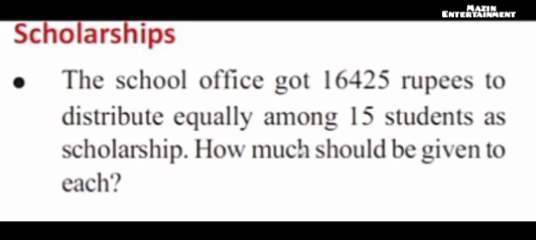 MAZIN
ENTERTAINMENT
Scholarships
● The school office got 16425 rupees to
distribute equally among 15 students as
scholarship. How much should be given to
each?